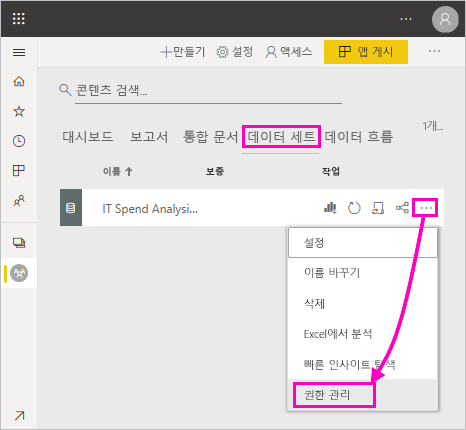 만들기 설정 액세스 앱 게시
콘텐츠 검색...
1개...
대시보드 보고서 통합 문서 데이터 세트 데이터 흐름
이름 보증 작업
IT Spend Analysi...
설정
이름 바꾸기
삭제
Excel에서 분석
빠른 인사이트 탐색
권한 관리